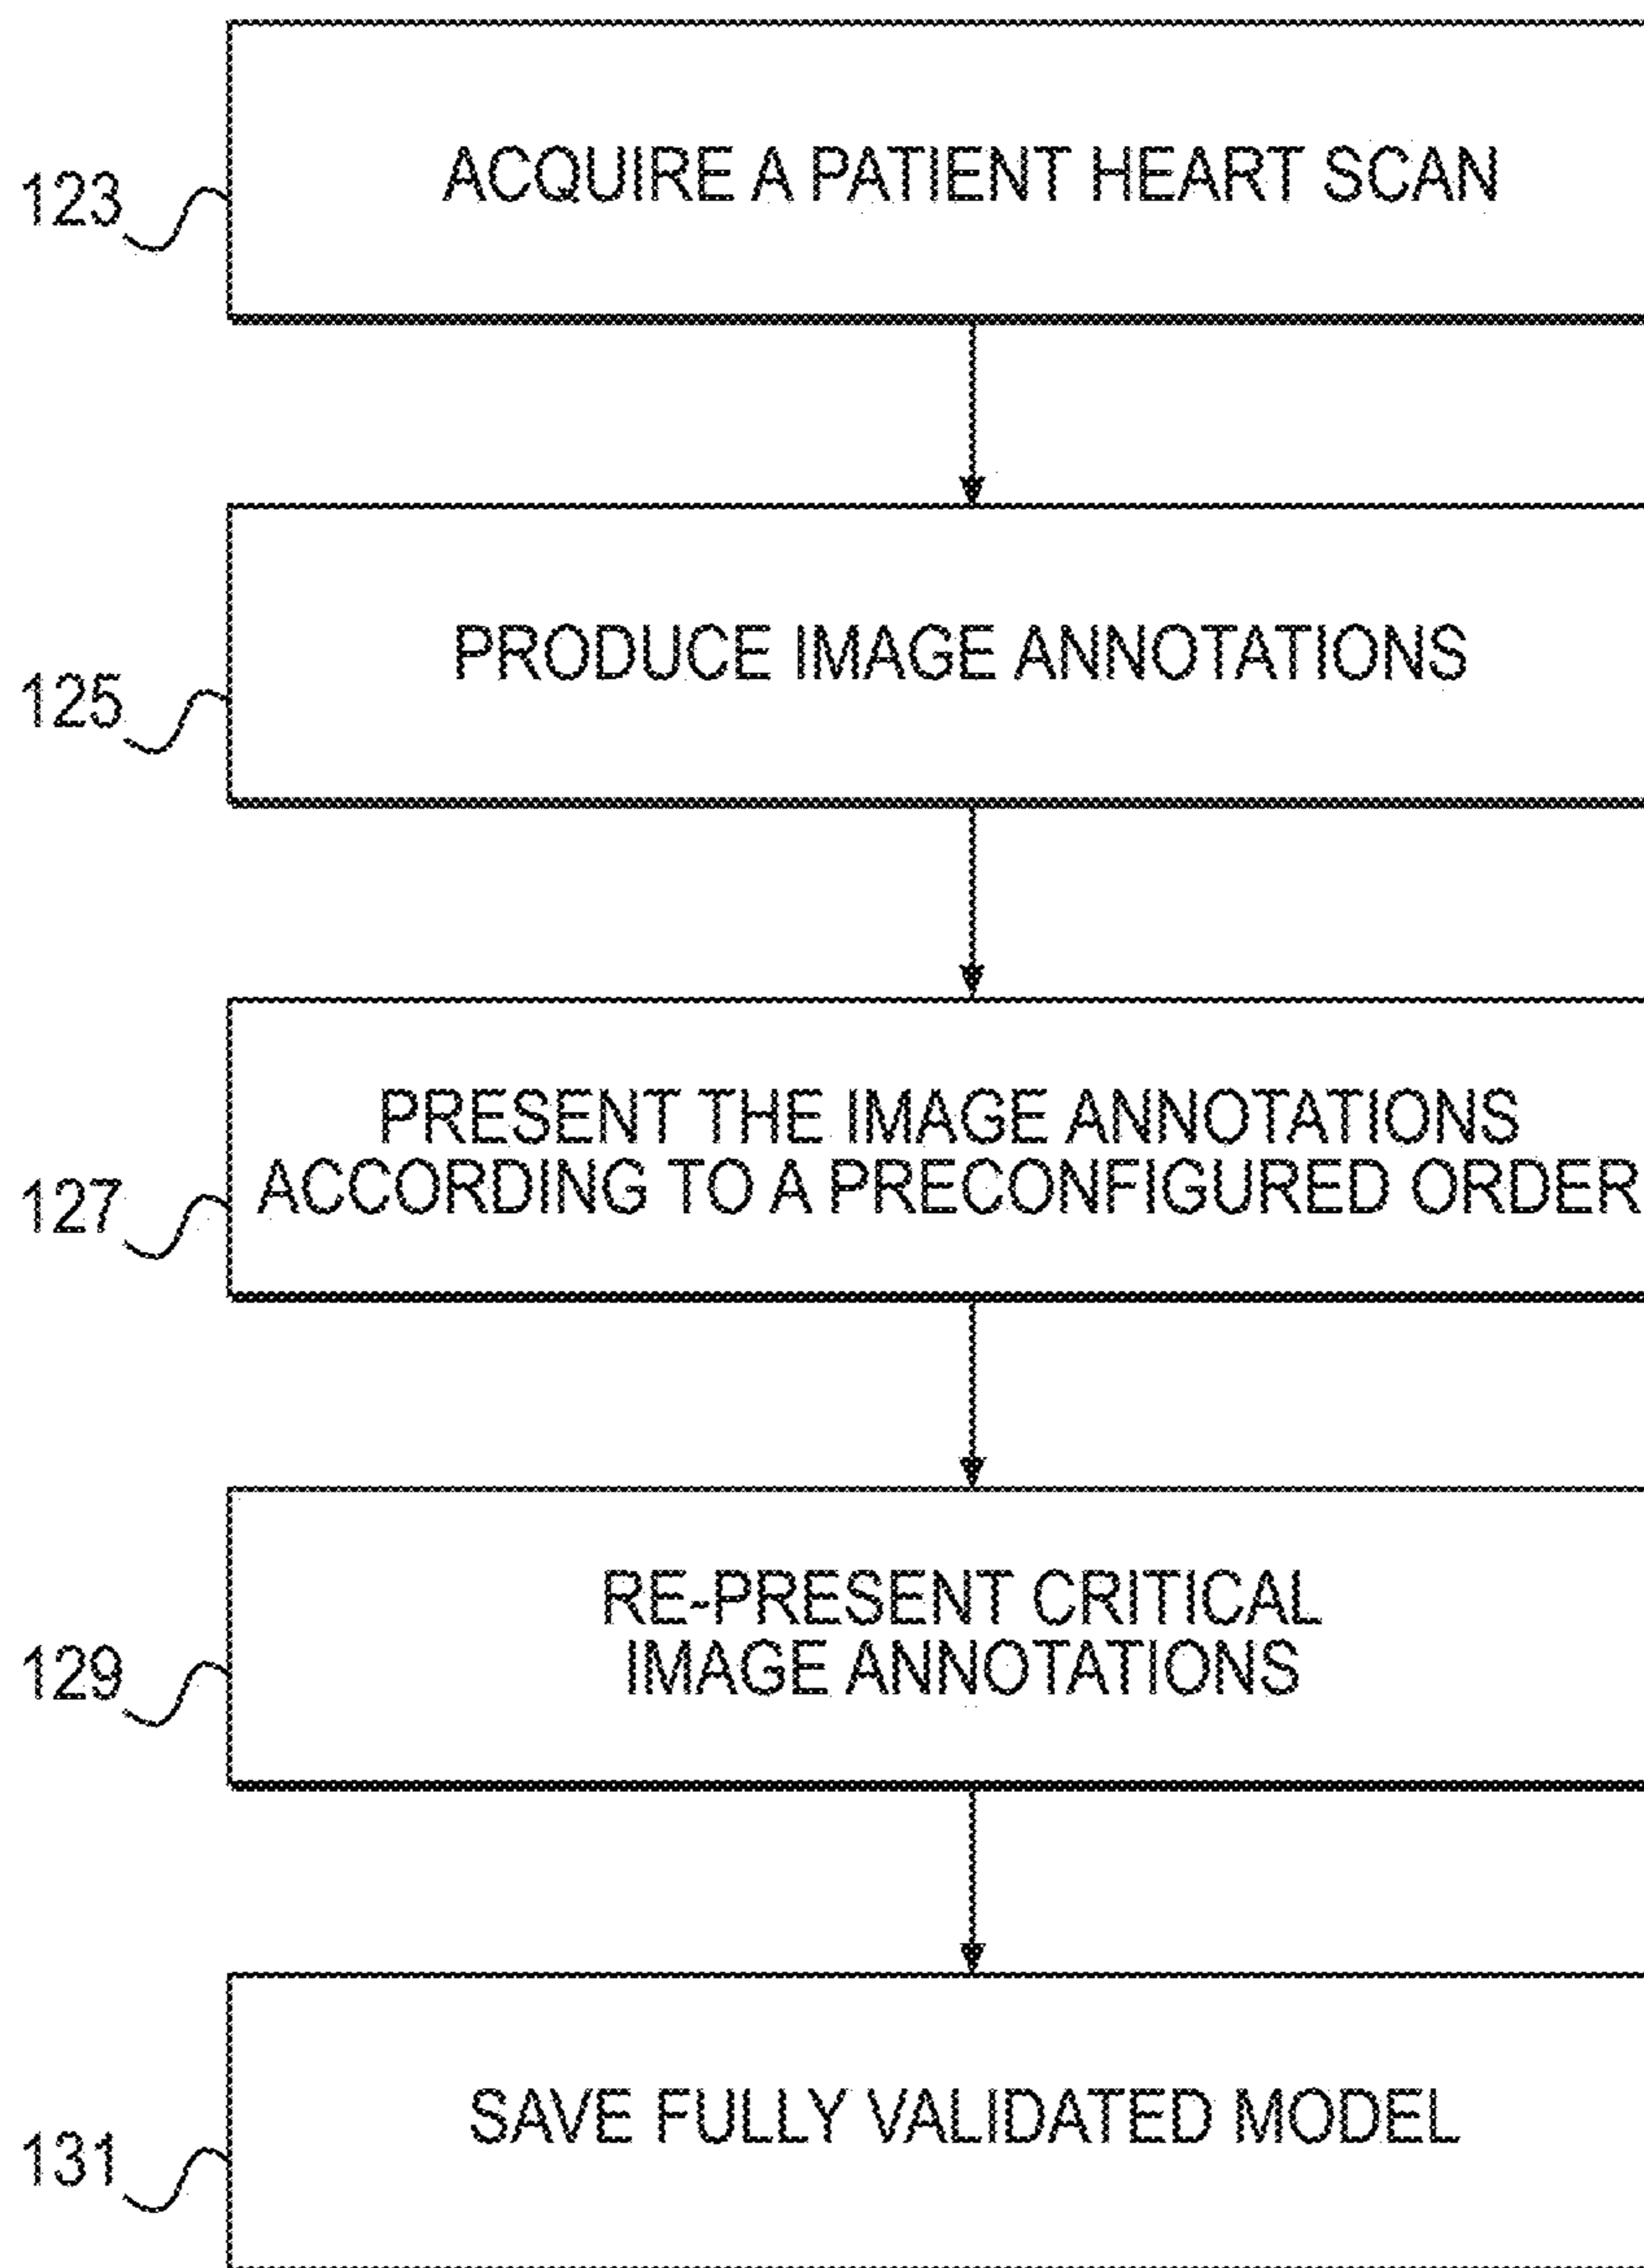 123
ACQUIRE A PATIENT HEART SCAN
125
PRODUCE IMAGE ANNOTATIONS
127
PRESENT THE IMAGE ANNOTATIONS
ACCORDING TO A PRECONFIGURED ORDER
129
RE-PRESENT CRITICAL
IMAGE ANNOTATIONS
131
SAVE FULLY VALIDATED MODEL